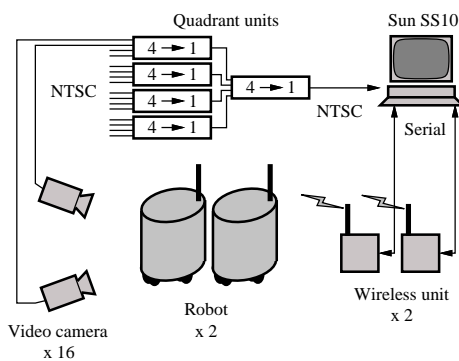 Quadrant units
Sun SS10
4 → 1
4 → 1
4 → 1
4 → 1
4 → 1
NTSC
NTSC
Serial
Video camera
x 16
Robot
x 2
Wireless unit
x 2